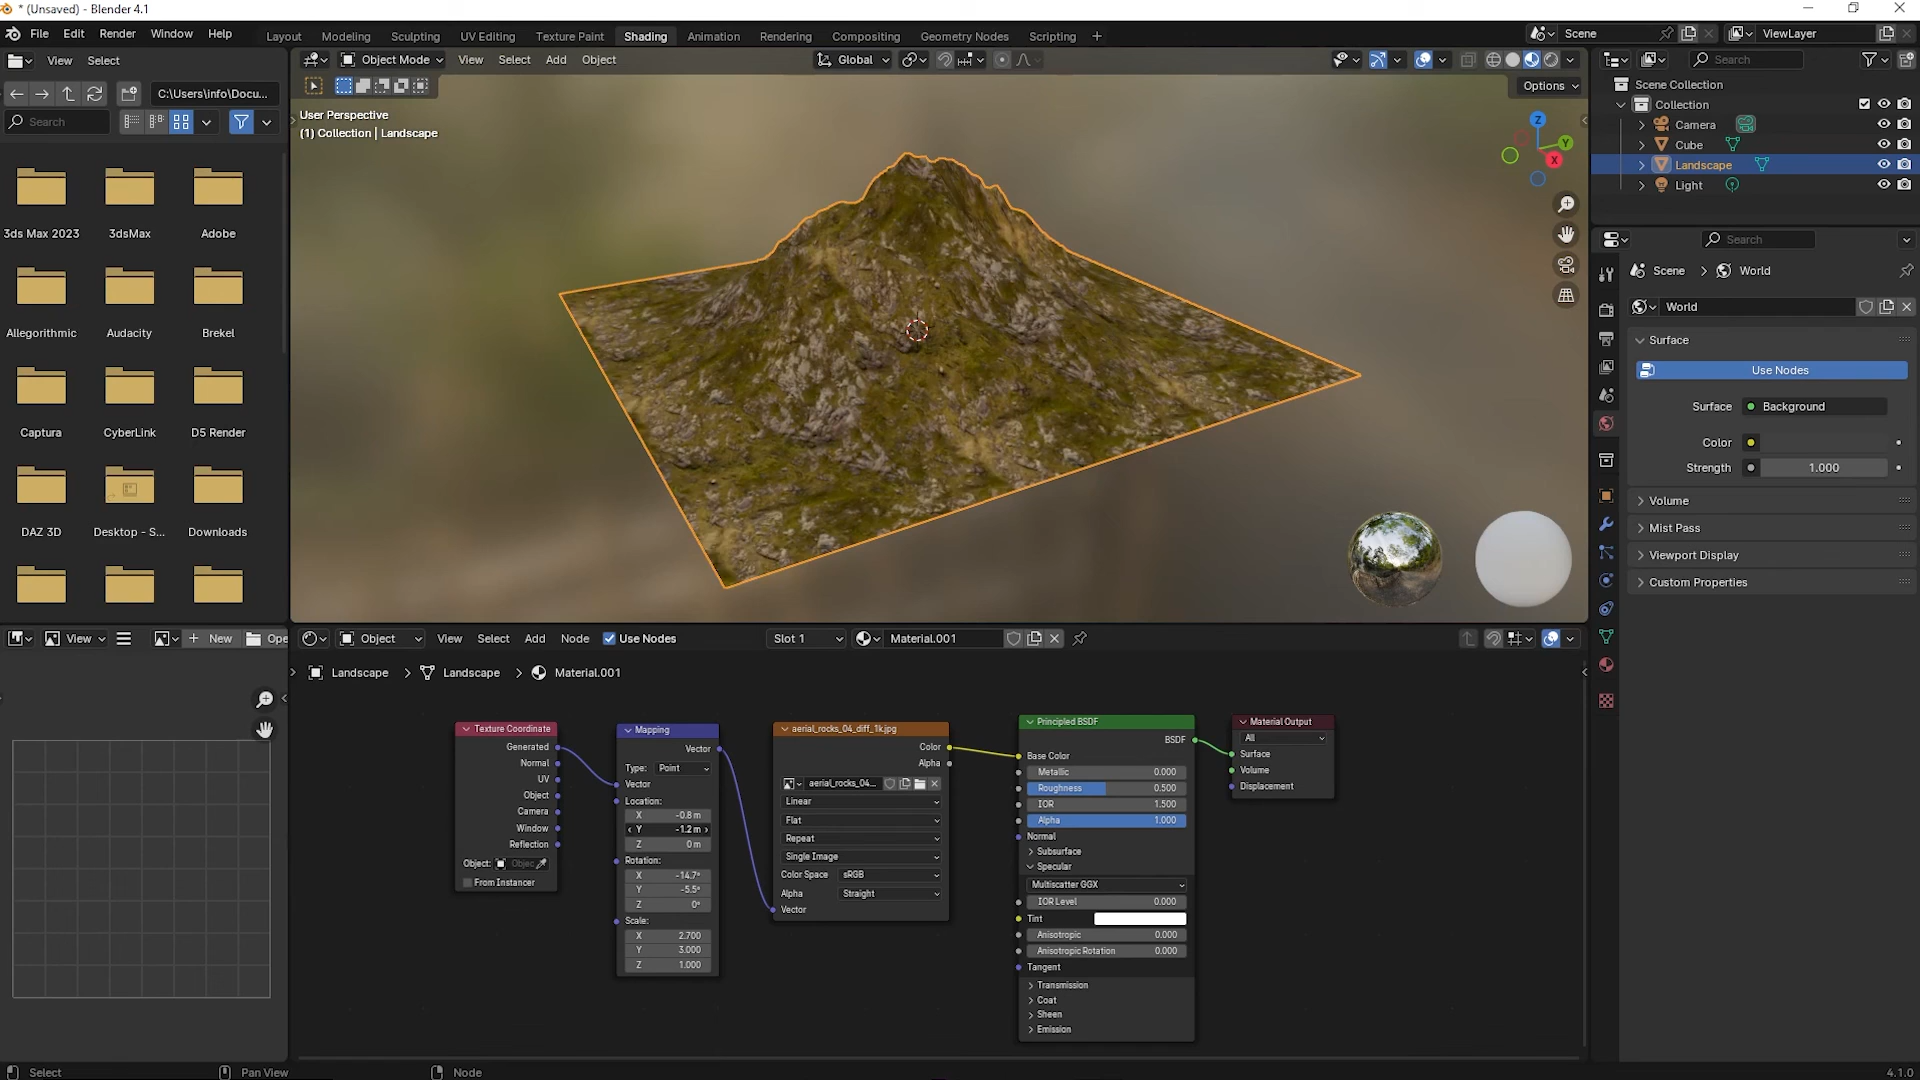 * (Unsaved) - Blender 4.1
File Edit Render Window Help
Layout Modeling Sculpting UV Editing Texture Paint Shading Animation Rendering Compositing Geometry Nodes Scripting +
Scene
ViewLayer
View Select
Object Mode View Select Add Object
Global
Search
C:\Users\info\Docu...
Options
Search
User Perspective
(1) Collection | Landscape
Z
Y
X
Scene Collection
Collection
Camera
Cube
Landscape
Light
3ds Max 2023 3dsMax Adobe
Allegorithmic Audacity Brekel
Captura CyberLink D5 Render
DAZ 3D Desktop - S... Downloads
Search
Scene > World
World
Surface
Use Nodes
Surface Background
Color
Strength 1.000
Volume
Mist Pass
Viewport Display
Custom Properties
View + New Ope
Object View Select Add Node Use Nodes Slot 1 Material.001
Landscape > Landscape > Material.001
Texture Coordinate
Generated
Normal
UV
Object
Camera
Window
Reflection
Object: Objec
From Instancer
Mapping
Vector
Type: Point
Vector
Location:
X -0.8 m
Y -1.2 m
Z 0 m
Rotation:
X -14.7°
Y -5.5°
Z 0°
Scale:
X 2.700
Y 3.000
Z 1.000
aerial_rocks_04_diff_1k.jpg
Color
Alpha
aerial_rocks_04...
Linear
Flat
Repeat
Single Image
Color Space sRGB
Alpha Straight
Vector
Principled BSDF
BSDF
Base Color
Metallic 0.000
Roughness 0.500
IOR 1.500
Alpha 1.000
Normal
Subsurface
Specular
Multiscatter GGX
IOR Level 0.000
Tint
Anisotropic 0.000
Anisotropic Rotation 0.000
Tangent
Transmission
Coat
Sheen
Emission
Material Output
All
Surface
Volume
Displacement
Select Pan View Node 4.1.0